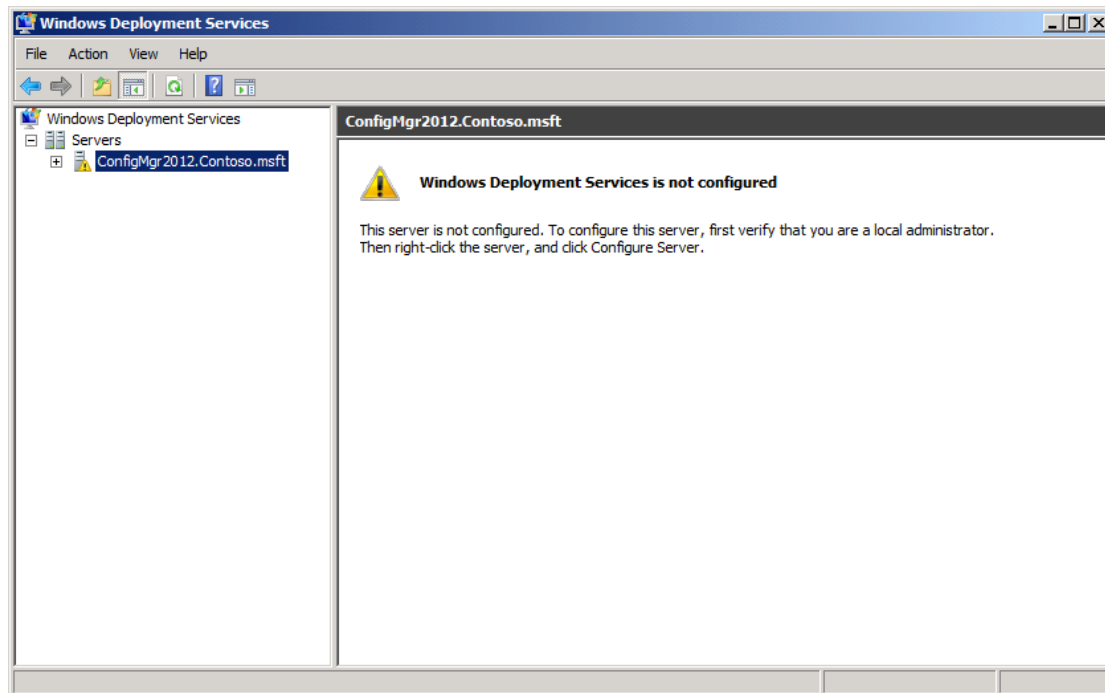 Windows Deployment Services
File Action View Help
Windows Deployment Services
Servers
ConfigMgr2012.Contoso.msft
ConfigMgr2012.Contoso.msft
Windows Deployment Services is not configured
This server is not configured. To configure this server, first verify that you are a local administrator.
Then right-click the server, and click Configure Server.